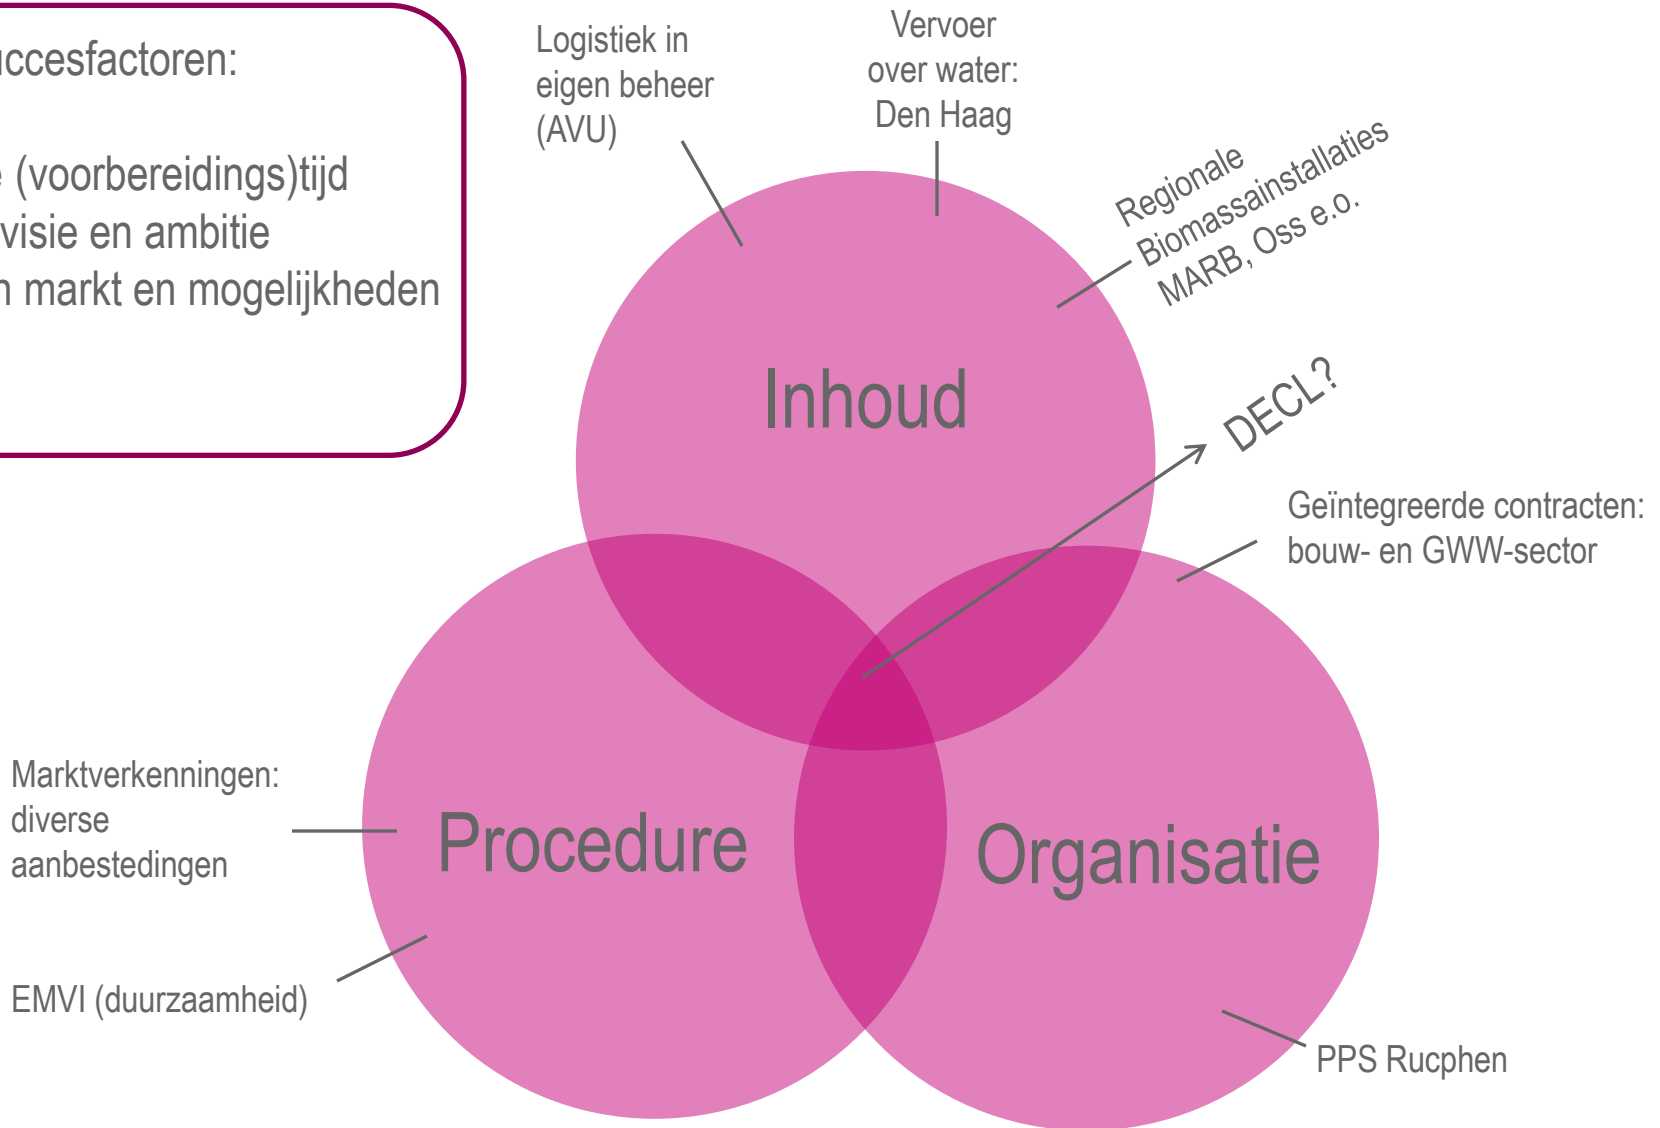 ccesfactoren:
(voorbereidings)tijd
visie en ambitie
markt en mogelijkheden
Logistiek in
eigen beheer
(AVU)
Vervoer
over water:
Den Haag
Regionale
Biomassainstallaties
MARB, Oss e.o.
Inhoud
DECL?
Geïntegreerde contracten:
bouw- en GWW-sector
Marktverkenningen:
diverse
aanbestedingen
Procedure
Organisatie
EMVI (duurzaamheid)
PPS Rucphen